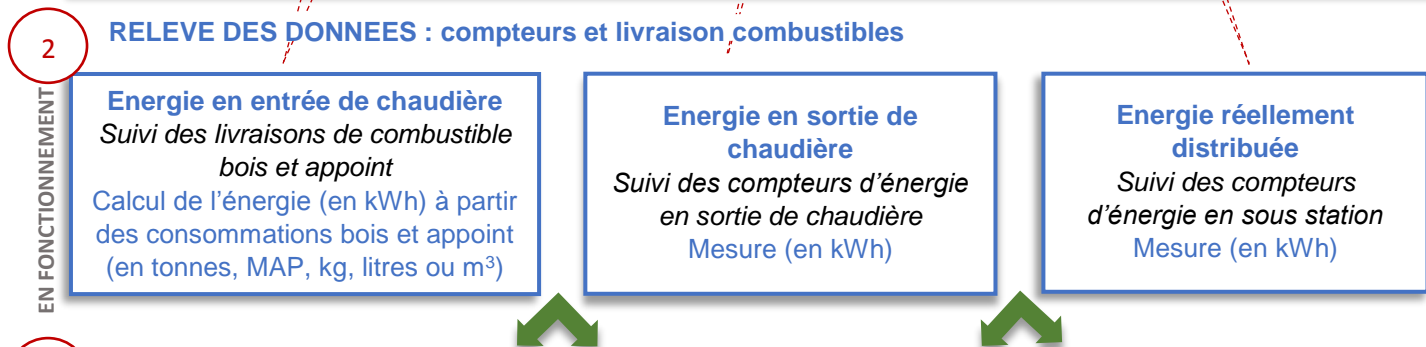 2
RELEVE DES DONNEES : compteurs et livraison combustibles
EN FONCTIONNEMENT
Energie en entrée de chaudière
Suivi des livraisons de combustible
bois et appoint
Calcul de l’énergie (en kWh) à partir
des consommations bois et appoint
(en tonnes, MAP, kg, litres ou m³)
Energie en sortie de
chaudière
Suivi des compteurs d’énergie
en sortie de chaudière
Mesure (en kWh)
Energie réellement
distribuée
Suivi des compteurs
d’énergie en sous station
Mesure (en kWh)